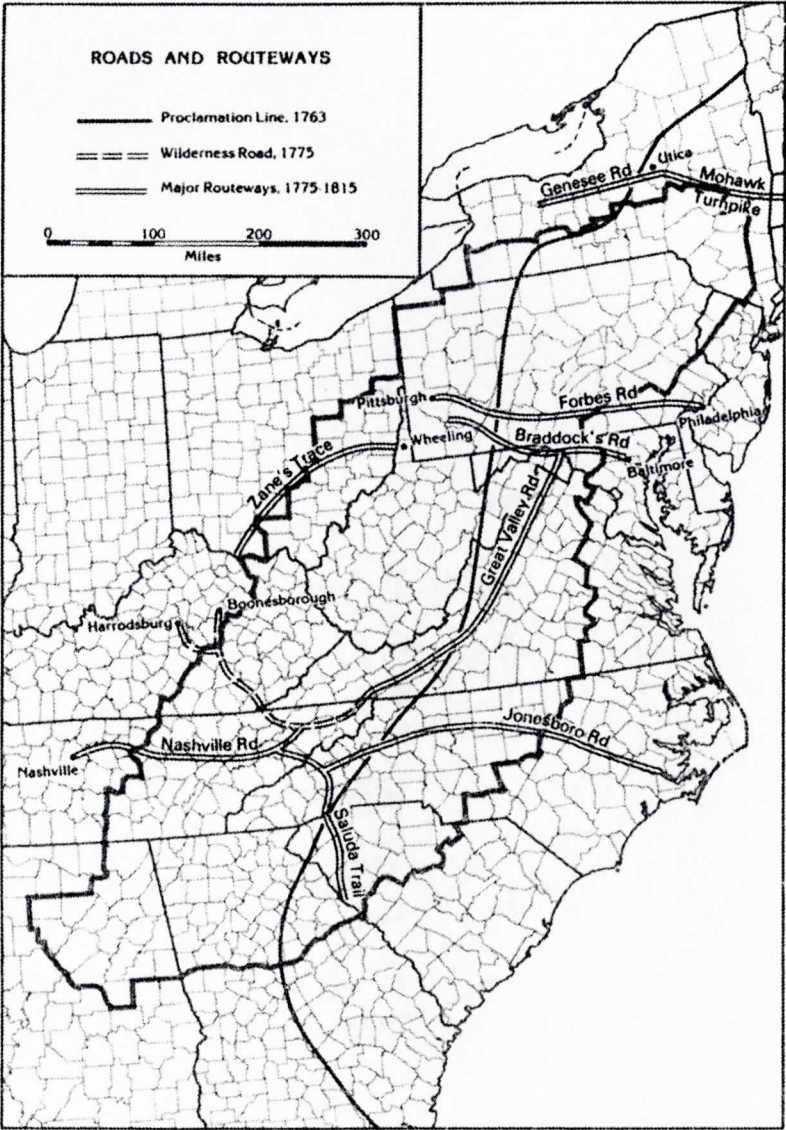 ROADS AND ROUTEWAYS
Proclamation Line, 1763
Wilderness Road, 1775
Major Routeways, 1775-1815
0 100 200 300
Miles
Utica
Genesee Rd
Mohawk
Turnpike
Pittsburgh
Forbes Rd
Philadelphia
Wheeling
Braddock's Rd
Baltimore
Zane's Trace
Great Valley Rd
Boonesborough
Harrodsburg
Jonesboro Rd
Nashville Rd
Nashville
Saluda Trail